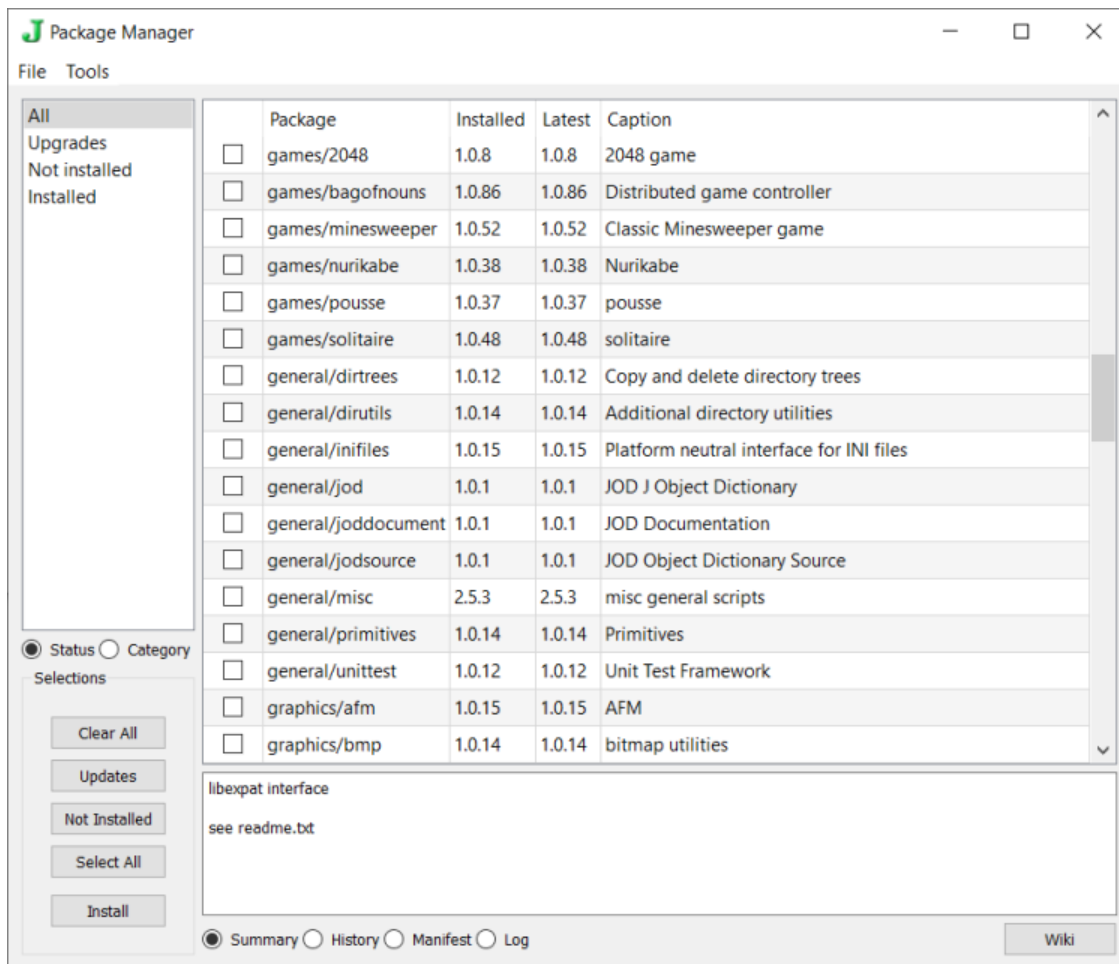 Package Manager
File Tools
All
Upgrades
Not installed
Installed
Package Installed Latest Caption
games/2048 1.0.8 1.0.8 2048 game
games/bagofnouns 1.0.86 1.0.86 Distributed game controller
games/minesweeper 1.0.52 1.0.52 Classic Minesweeper game
games/nurikabe 1.0.38 1.0.38 Nurikabe
games/pousse 1.0.37 1.0.37 pousse
games/solitaire 1.0.48 1.0.48 solitaire
general/dirtrees 1.0.12 1.0.12 Copy and delete directory trees
general/dirutils 1.0.14 1.0.14 Additional directory utilities
general/inifiles 1.0.15 1.0.15 Platform neutral interface for INI files
general/jod 1.0.1 1.0.1 JOD J Object Dictionary
general/joddocument 1.0.1 1.0.1 JOD Documentation
general/jodsource 1.0.1 1.0.1 JOD Object Dictionary Source
general/misc 2.5.3 2.5.3 misc general scripts
general/primitives 1.0.14 1.0.14 Primitives
general/unittest 1.0.12 1.0.12 Unit Test Framework
graphics/afm 1.0.15 1.0.15 AFM
graphics/bmp 1.0.14 1.0.14 bitmap utilities
Status Category
Selections
Clear All
Updates
Not Installed
Select All
Install
libexpat interface
see readme.txt
Summary History Manifest Log
Wiki